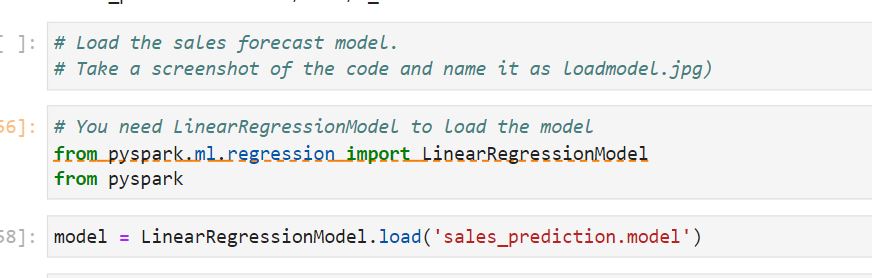 [ ]: # Load the sales forecast model.
# Take a screenshot of the code and name it as loadmodel.jpg)
56]: # You need LinearRegressionModel to load the model
from pyspark.ml.regression import LinearRegressionModel
from pyspark
58]: model = LinearRegressionModel.load('sales_prediction.model')